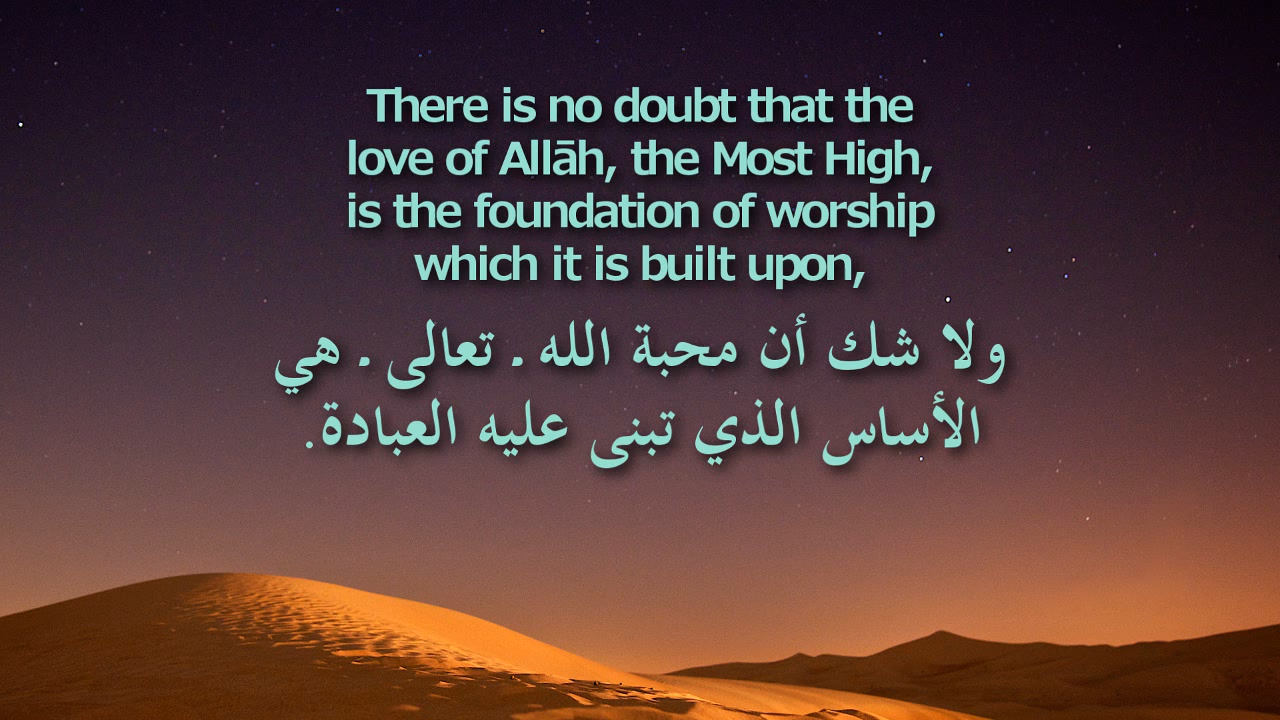 There is no doubt that the
love of Allāh, the Most High,
is the foundation of worship
which it is built upon,
ولا شك أن محبة الله ـ تعالى ـ هي
الأساس الذي تبنى عليه العبادة.